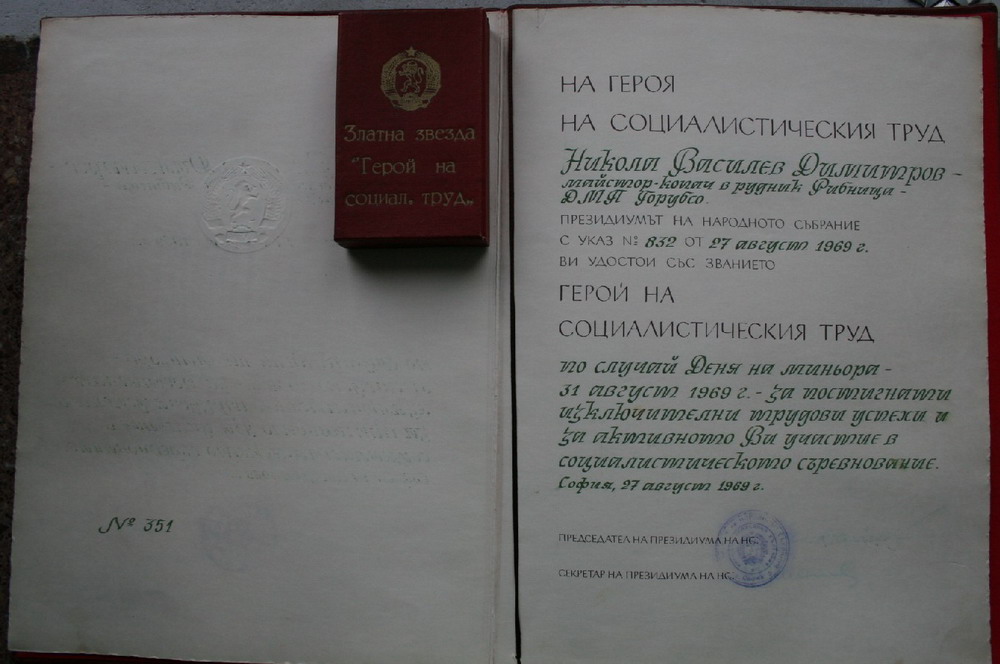 Златна звезда
"Герой на
социал. труд„
№ 351
НА ГЕРОЯ
НА СОЦИАЛИСТИЧЕСКИЯ ТРУД
Никола Василев Димитров -
майстор-копач в рудник Рибница -
ДМП Горубсо.
ПРЕЗИДИУМЪТ НА НАРОДНОТО СЪБРАНИЕ
С УКАЗ № 832 ОТ 27 август 1969 г.
ВИ УДОСТОИ СЪС ЗВАНИЕТО
ГЕРОЙ НА
СОЦИАЛИСТИЧЕСКИЯ ТРУД
по случай Деня на миньора -
31 август 1969 г. - за постигнати
изключителни трудови успехи и
за активното Ви участие в
социалистическото съревнование.
София, 27 август 1969 г.
ПРЕДСЕДАТЕЛ НА ПРЕЗИДИУМА НА НС:
СЕКРЕТАР НА ПРЕЗИДИУМА НА НС: